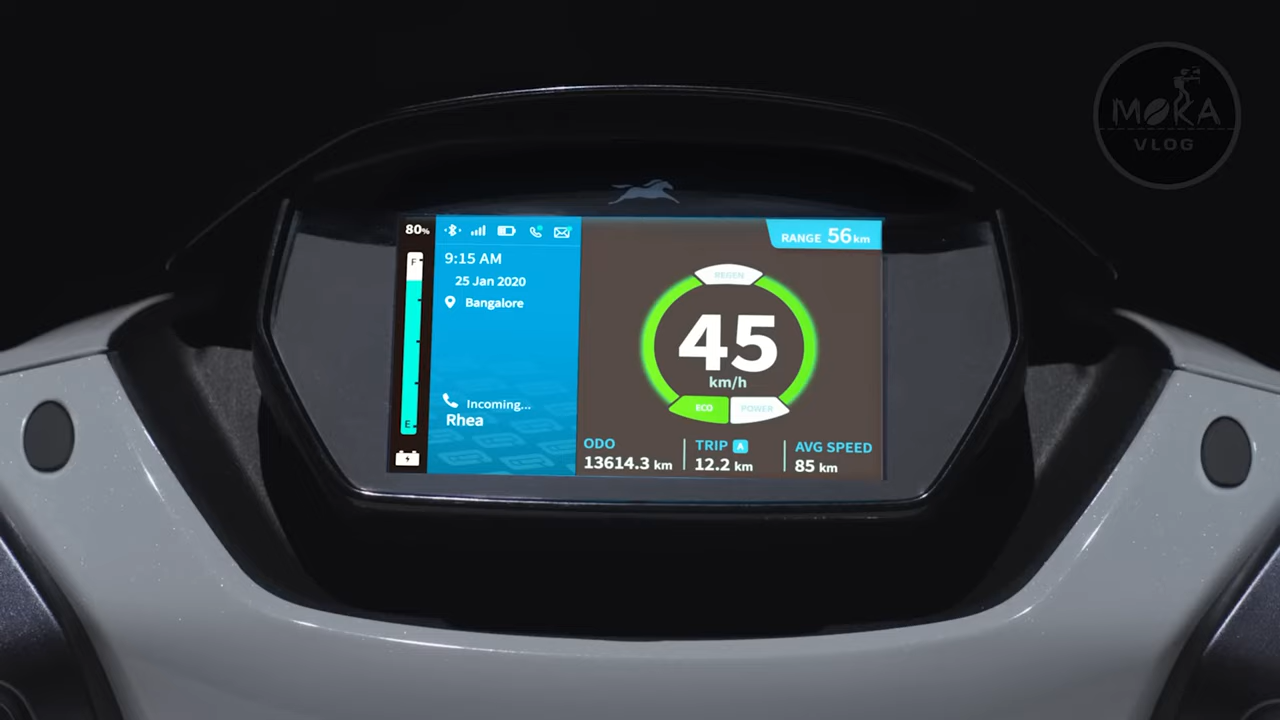 MOKA
VLOG
80%
F
E
9:15 AM
25 Jan 2020
Bangalore
Incoming...
Rhea
RANGE 56 km
REGEN
45
km/h
ECO
POWER
ODO
13614.3 km
TRIP A
12.2 km
AVG SPEED
85 km